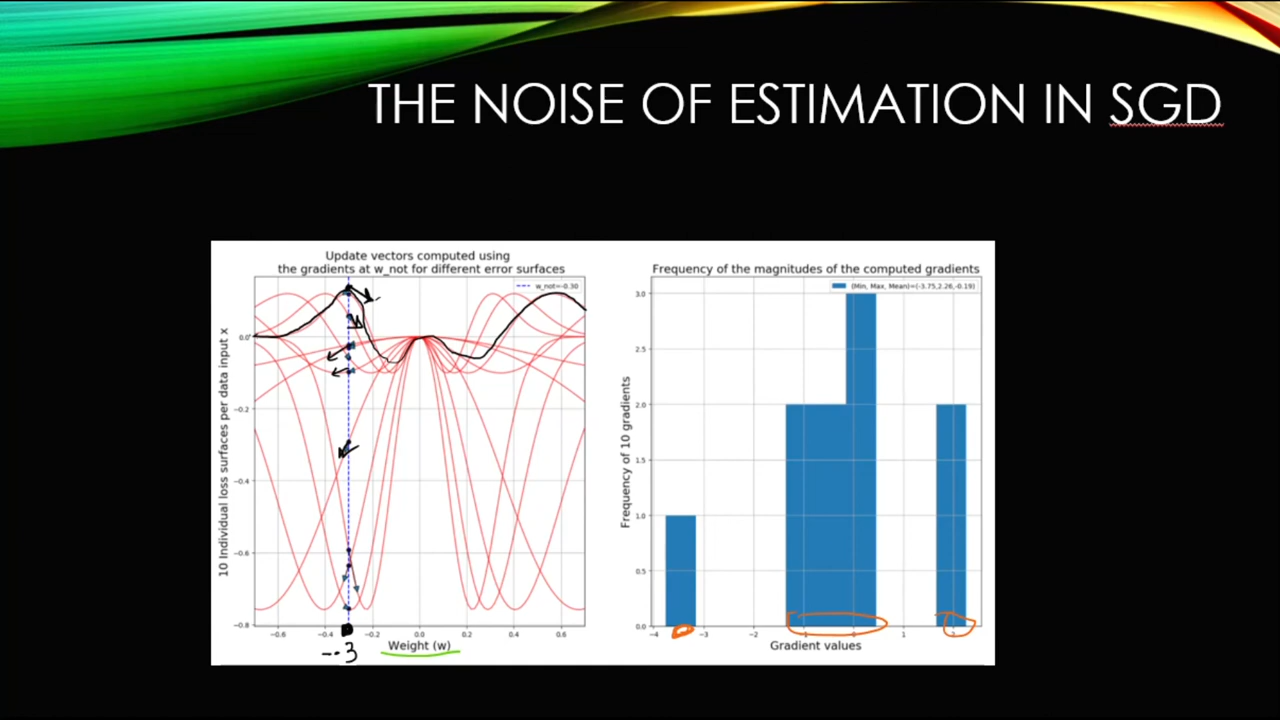 THE NOISE OF ESTIMATION IN SGD
Update vectors computed using
the gradients at w_not for different error surfaces
w_not=-0.30
10 Individual loss surfaces per data input x
0.0
−0.2
−0.4
−0.6
−0.8
−0.6
−0.4
−0.2
0.0
0.2
0.4
0.6
Weight (w)
-.3
Frequency of the magnitudes of the computed gradients
(Min, Max, Mean)=(-3.75,2.26,-0.19)
Frequency of 10 gradients
3.0
2.5
2.0
1.5
1.0
0.5
0.0
−4
−3
−2
0
1
2
Gradient values